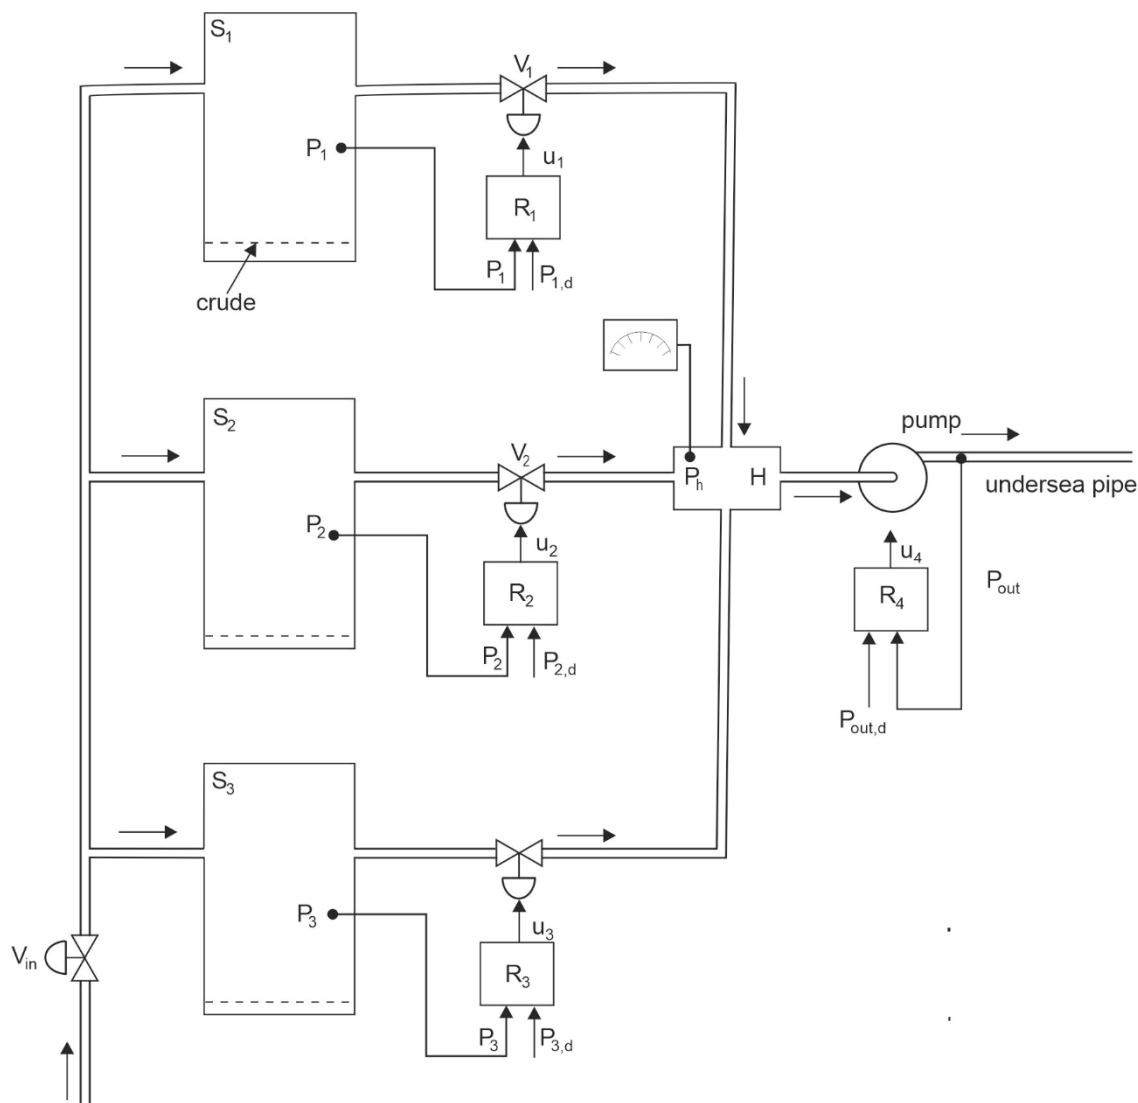 S1
V1
P1
u1
R1
P1
P1,d
crude
S2
V2
pump
Ph
H
undersea pipe
P2
u2
u4
Pout
R2
R4
P2
P2,d
Pout,d
S3
P3
u3
Vin
R3
P3
P3,d